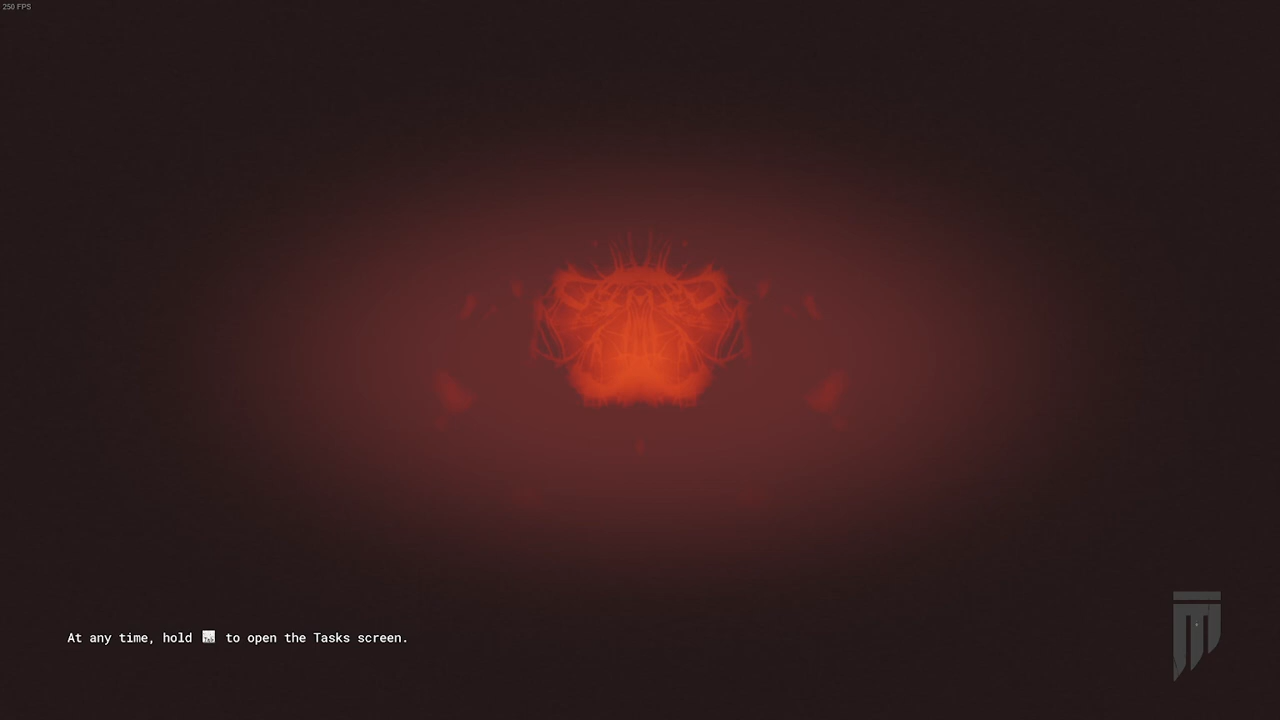 250 FPS
At any time, hold to open the Tasks screen.